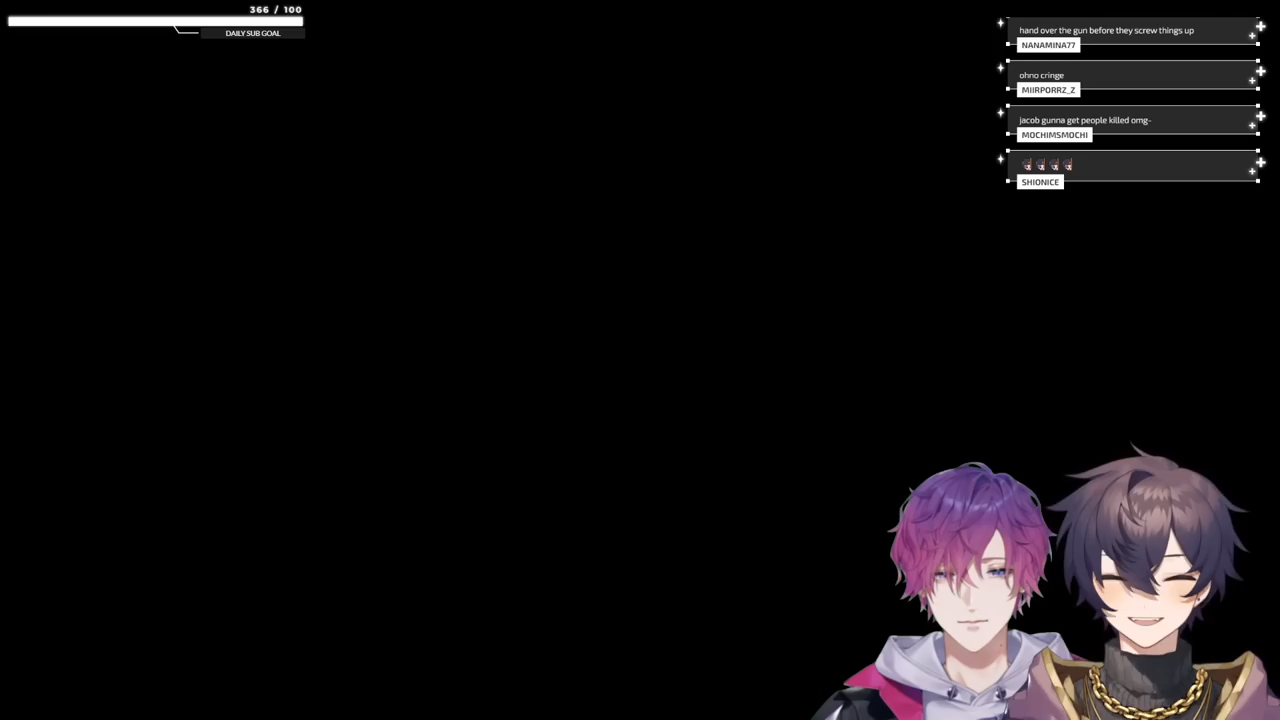 366 / 100
DAILY SUB GOAL
hand over the gun before they screw things up
NANAMINA77
ohno cringe
MIIRPORRZ_Z
jacob gunna get people killed omg-
MOCHIMSMOCHI
SHIONICE